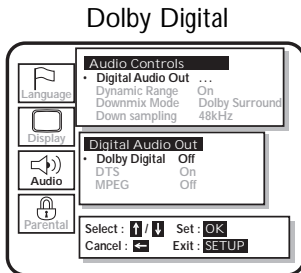 Dolby Digital
Language
Display
Audio
Parental
Audio Controls
• Digital Audio Out ...
Dynamic Range On
Downmix Mode Dolby Surround
Down sampling 48kHz
Digital Audio Out
• Dolby Digital Off
DTS On
MPEG Off
Select : ↑ / ↓ Set : OK
Cancel : ← Exit : SETUP